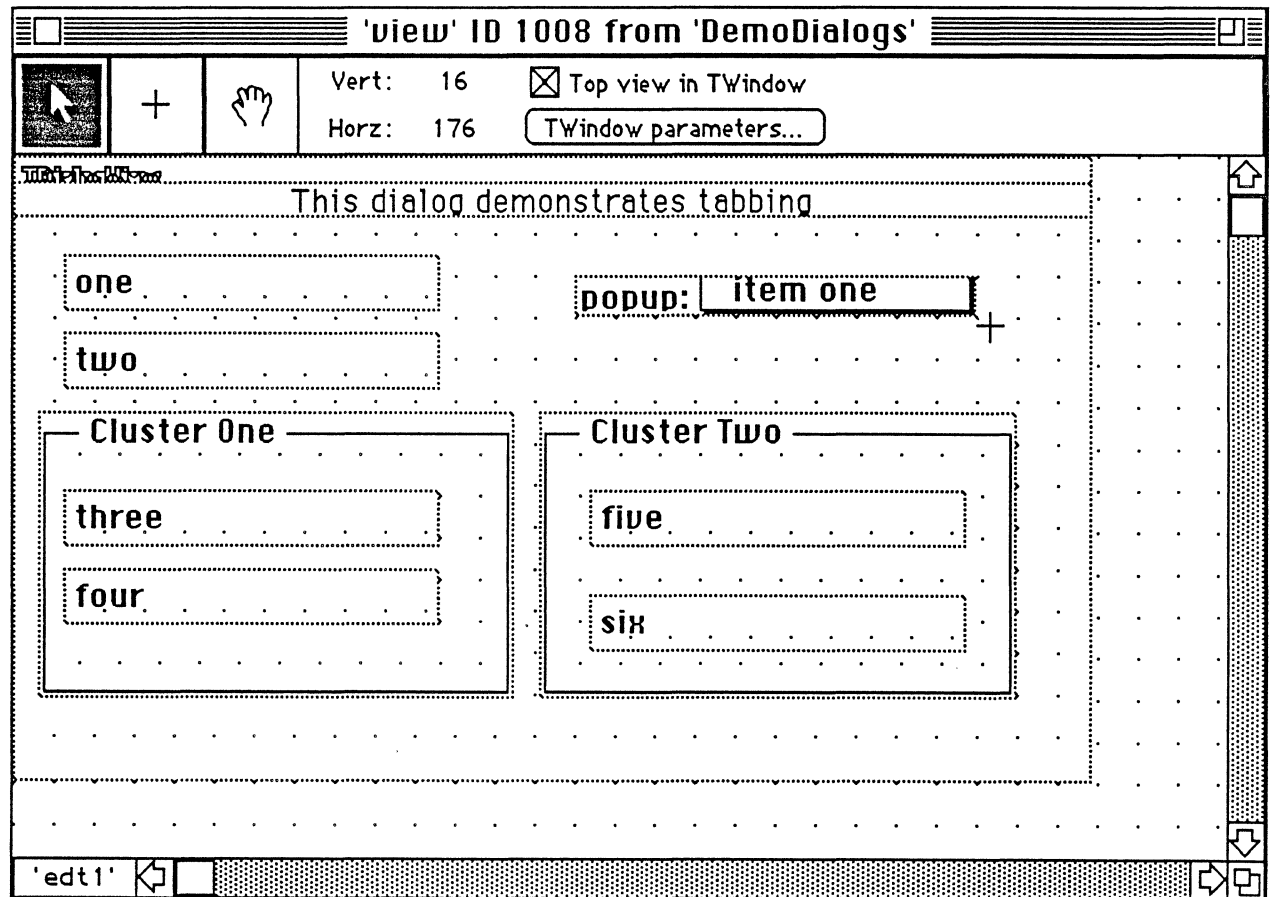 'view' ID 1008 from 'DemoDialogs'
Vert: 16
Top view in TWindow
Horz: 176
TWindow parameters...
TDialogView
This dialog demonstrates tabbing
one
popup: item one
two
Cluster One
Cluster Two
three
five
four
six
'edt1'